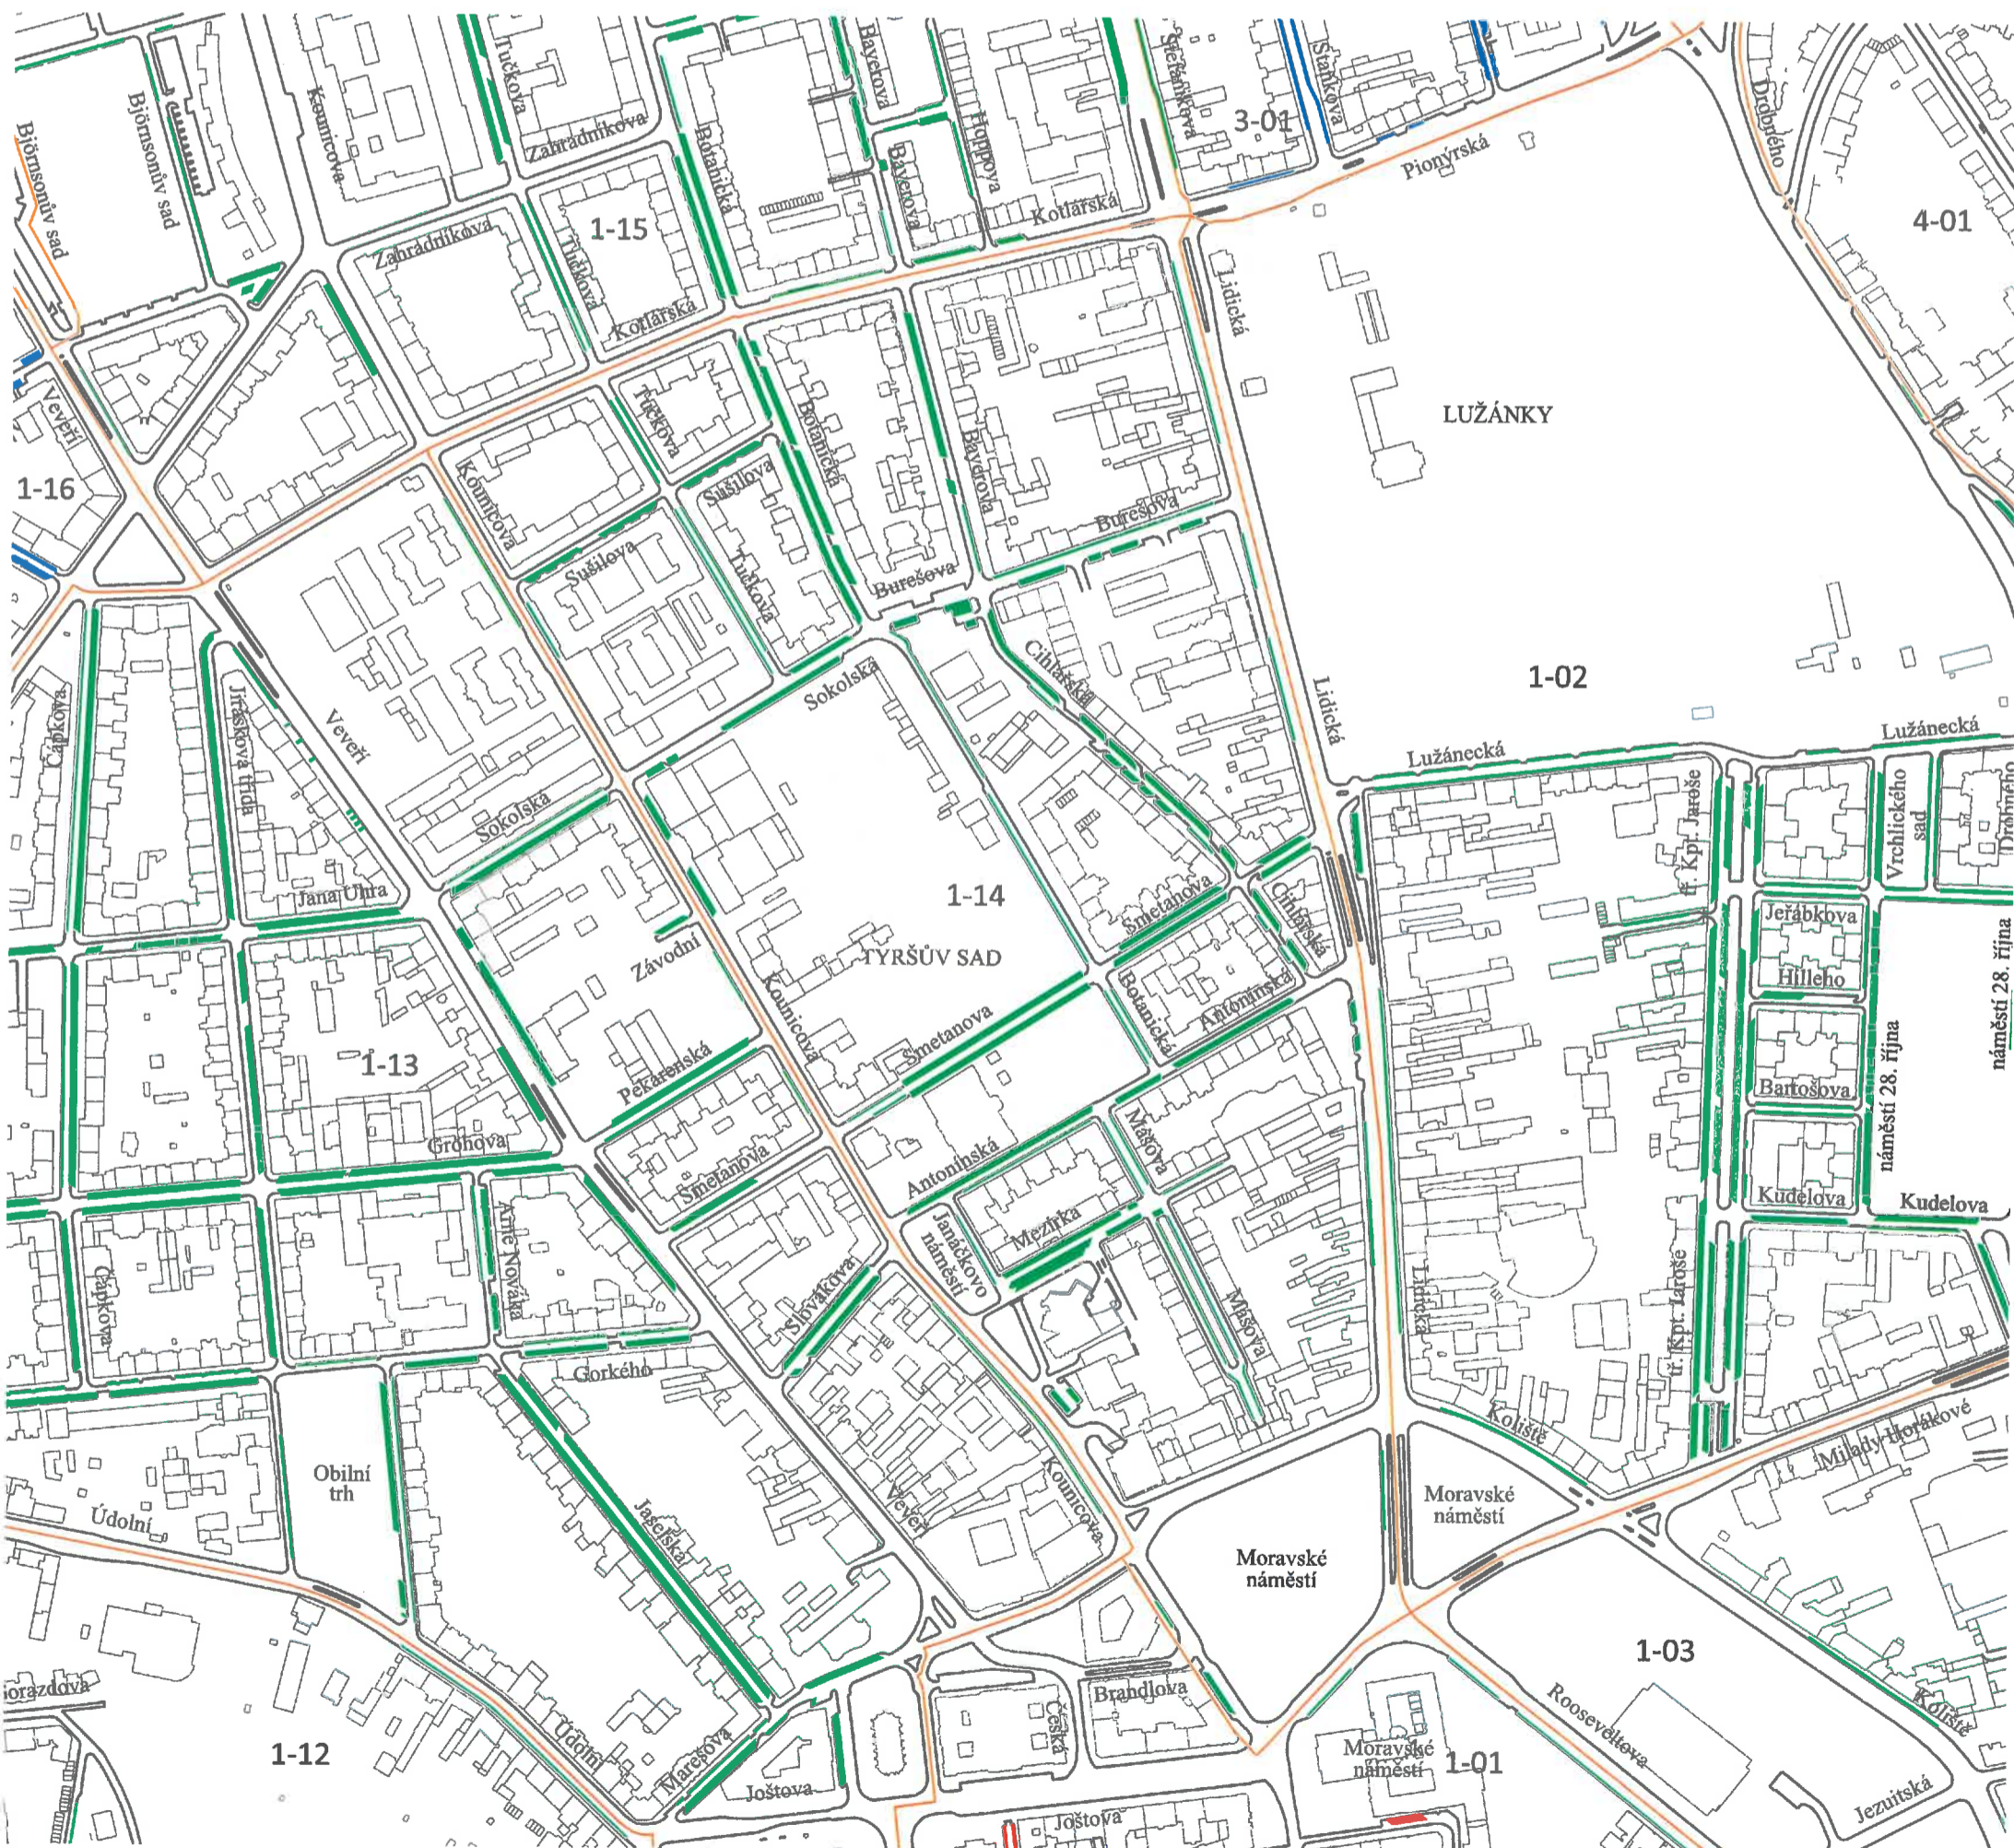 Tučkova
Bayerova
Štefánikova
Staňkova
Drobného
Björnsonův sad
Björnsonův sad
Kounicova
Zahradníkova
Botanická
Bayerova
Hoppova
3-01
Pionýrská
4-01
1-15
Zahradníkova
Tučkova
Kotlářská
Kotlářská
Lidická
LUŽÁNKY
Veveří
Tučkova
Botanická
Bayerova
1-16
Kounicova
Sušilova
Burešova
Sušilova
Tučkova
Burešova
Cihlářská
Sokolská
1-02
Lidická
Čápkova
Jiráskova třída
Veveří
Lužánecká
Lužánecká
Sokolská
tř. Kpt. Jaroše
Vrchlického
sad
Drobného
Jana Uhra
1-14
Smetanova
Cihlářská
Jeřábkova
TYRŠŮV SAD
Závodní
Kounicova
Botanická
Antonínská
Hilleho
náměstí 28. října
náměstí 28. října
1-13
Pekárenská
Smetanova
Bartošova
Grohova
Smetanova
Antonínská
Mášova
Kudelova
Kudelova
Čápkova
Arne Nováka
Slovákova
Janáčkovo
náměstí
Mezírka
Mášova
Lidická
tř. Kpt. Jaroše
Gorkého
Koliště
Milady Horákové
Obilní
trh
Údolní
Jaselská
Veveří
Kounicova
Moravské
náměstí
Moravské
náměstí
1-03
Brandlova
Česká
Roosveltova
Koliště
1-12
Údolní
Marešova
Joštova
Joštova
Moravské
náměstí
1-01
Jezuitská